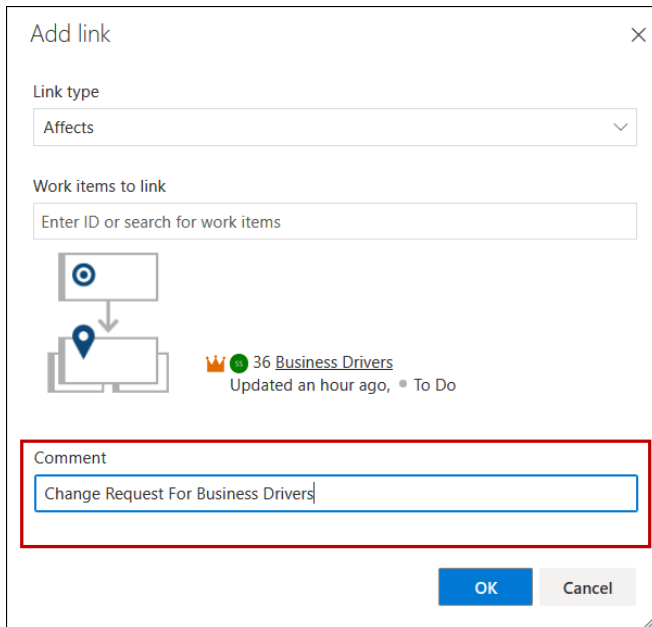 Add link
Link type
Affects
Work items to link
Enter ID or search for work items
SS 36 Business Drivers
Updated an hour ago, To Do
Comment
Change Request For Business Drivers
OK Cancel